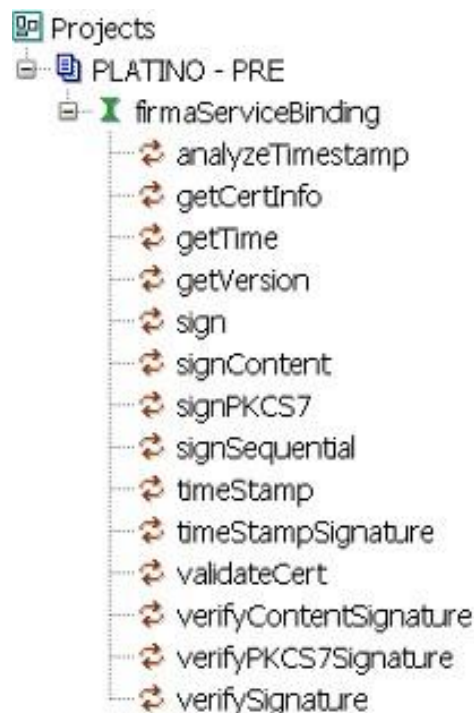 Projects
PLATINO - PRE
firmaServiceBinding
analyzeTimestamp
getCertInfo
getTime
getVersion
sign
signContent
signPKCS7
signSequential
timeStamp
timeStampSignature
validateCert
verifyContentSignature
verifyPKCS7Signature
verifySignature